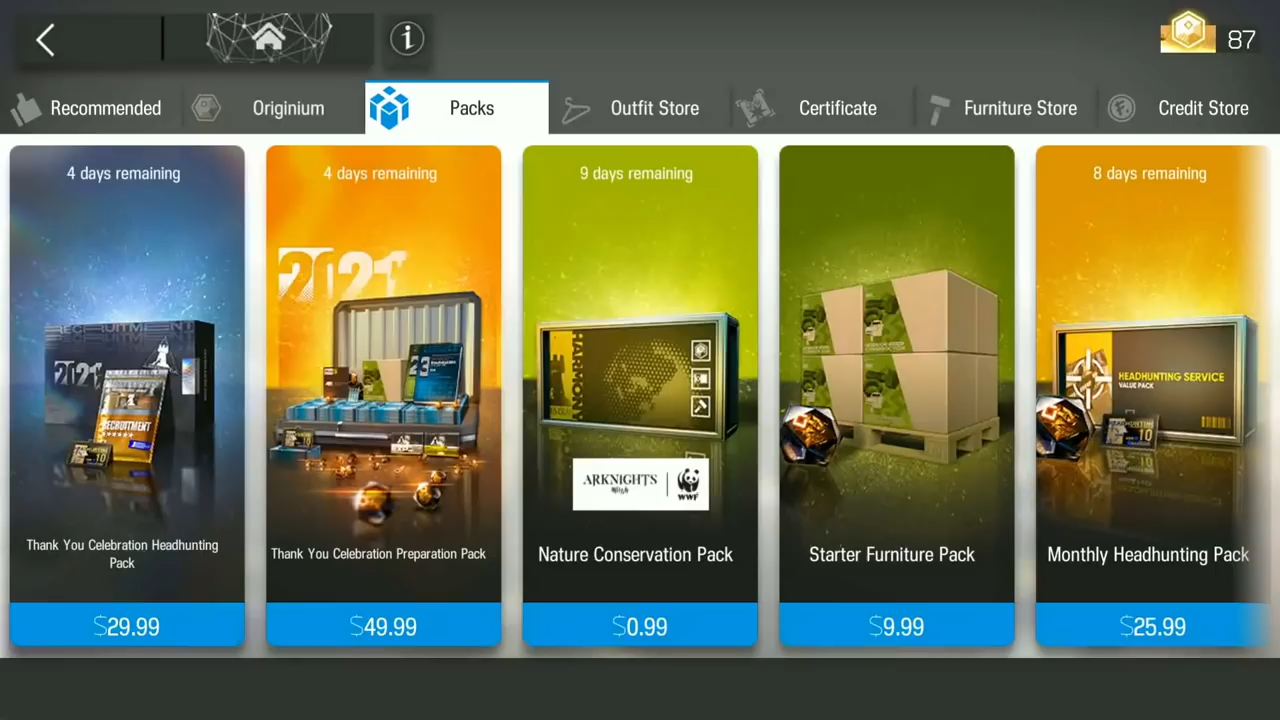 i
87
Recommended
Originium
Packs
Outfit Store
Certificate
Furniture Store
Credit Store
4 days remaining
2021
RECRUITMENT
Thank You Celebration Headhunting
Pack
$29.99
4 days remaining
2021
Thank You Celebration Preparation Pack
$49.99
9 days remaining
HARMONY
ARKNIGHTS
WWF
Nature Conservation Pack
$0.99
Starter Furniture Pack
$9.99
8 days remaining
HEADHUNTING SERVICE
VALUE PACK
10
Monthly Headhunting Pack
$25.99